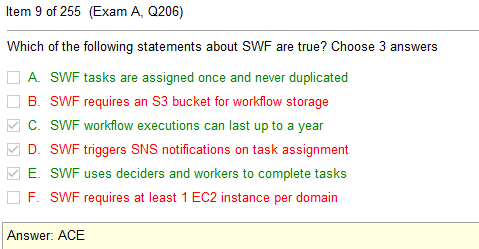 Item 9 of 255 (Exam A, Q206)
Which of the following statements about SWF are true? Choose 3 answers
A. SWF tasks are assigned once and never duplicated
B. SWF requires an S3 bucket for workflow storage
C. SWF workflow executions can last up to a year
D. SWF triggers SNS notifications on task assignment
E. SWF uses deciders and workers to complete tasks
F. SWF requires at least 1 EC2 instance per domain
Answer: ACE